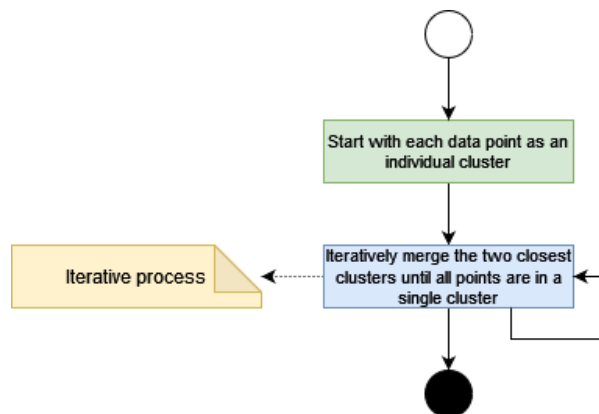 Start with each data point as an
individual cluster
Iteratively merge the two closest
clusters until all points are in a
single cluster
Iterative process